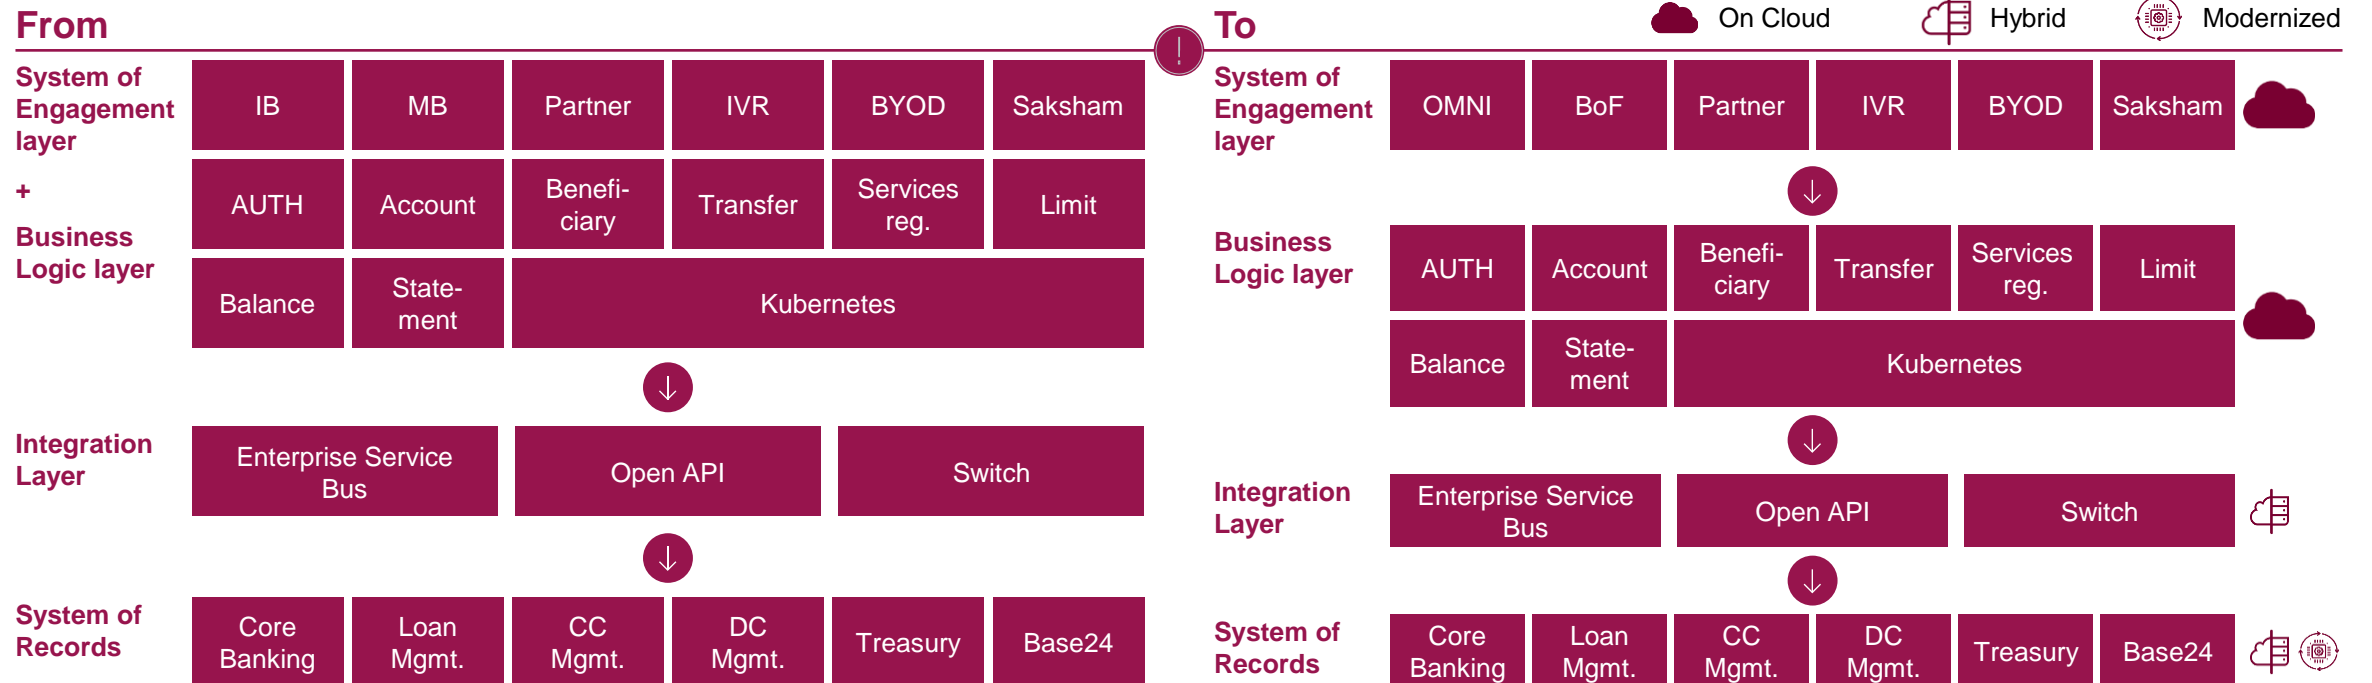 From
System of
Engagement
layer
+
Business
Logic layer
IB
MB
Partner
IVR
BYOD
Saksham
AUTH
Account
Benefi-
ciary
Transfer
Services
reg.
Limit
Balance
State-
ment
Kubernetes
Integration
Layer
Enterprise Service
Bus
Open API
Switch
System of
Records
Core
Banking
Loan
Mgmt.
CC
Mgmt.
DC
Mgmt.
Treasury
Base24
!
To
On Cloud
Hybrid
Modernized
System of
Engagement
layer
OMNI
BoF
Partner
IVR
BYOD
Saksham
Business
Logic layer
AUTH
Account
Benefi-
ciary
Transfer
Services
reg.
Limit
Balance
State-
ment
Kubernetes
Integration
Layer
Enterprise Service
Bus
Open API
Switch
System of
Records
Core
Banking
Loan
Mgmt.
CC
Mgmt.
DC
Mgmt.
Treasury
Base24